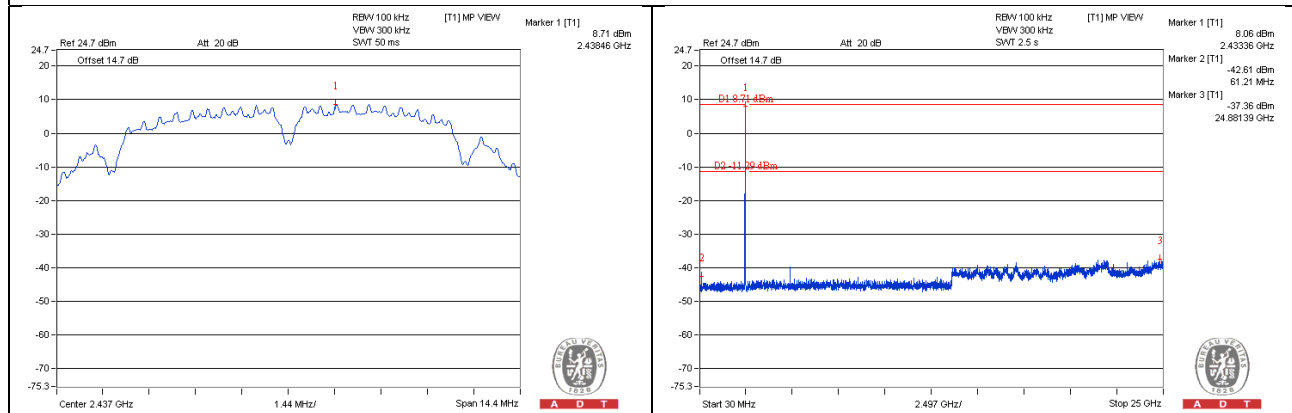 RBW 100 kHz [T1] MP VIEW
VBW 300 kHz
Ref 24.7 dBm Att 20 dB SWT 50 ms
Marker 1 [T1]
8.71 dBm
2.43846 GHz
24.7
Offset 14.7 dB
20
10
0
-10
-20
-30
-40
-50
-60
-70
-75.3
1
Center 2.437 GHz 1.44 MHz/ Span 14.4 MHz
BUREAU VERITAS
1828
A D T
RBW 100 kHz [T1] MP VIEW
VBW 300 kHz
Ref 24.7 dBm Att 20 dB SWT 2.5 s
Marker 1 [T1]
8.06 dBm
2.43336 GHz
Marker 2 [T1]
-42.61 dBm
61.21 MHz
Marker 3 [T1]
-37.36 dBm
24.88139 GHz
24.7
Offset 14.7 dB
20
10
0
-10
-20
-30
-40
-50
-60
-70
-75.3
1
D1 8.71 dBm
D2 -11.29 dBm
2
3
Start 30 MHz 2.497 GHz/ Stop 25 GHz
BUREAU VERITAS
1828
A D T